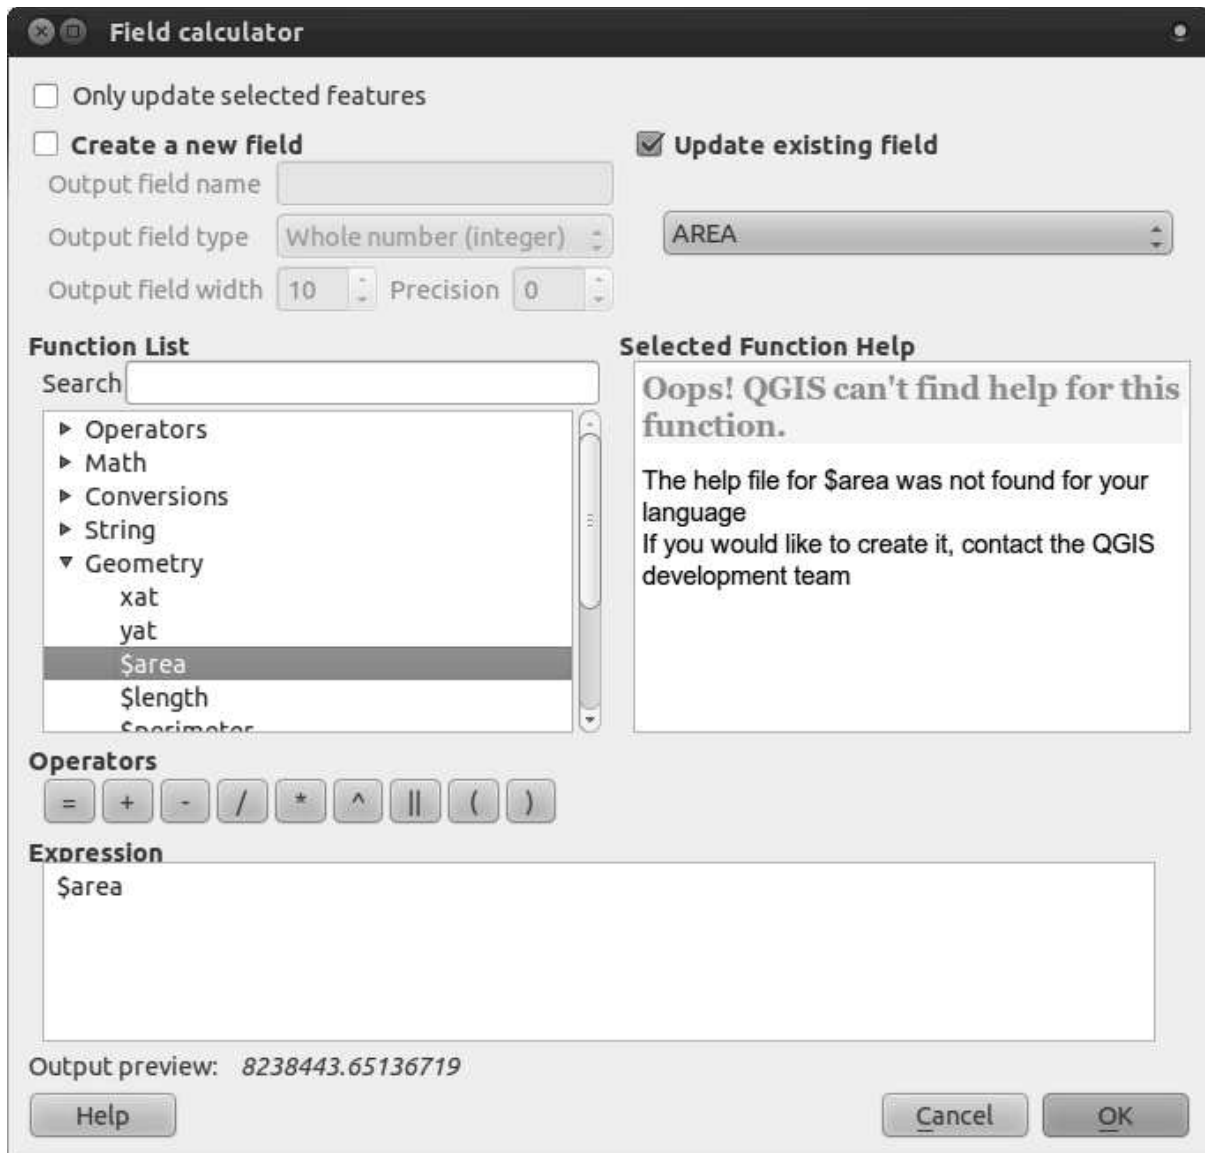 Field calculator
Only update selected features
Create a new field
Update existing field
Output field name
Output field type Whole number (integer)
AREA
Output field width 10 Precision 0
Function List
Selected Function Help
Search
Operators
Math
Conversions
String
Geometry
xat
yat
$area
$length
$perimeter
Oops! QGIS can't find help for this
function.
The help file for $area was not found for your
language
If you would like to create it, contact the QGIS
development team
Operators
= + - / * ^ || ( )
Expression
$area
Output preview: 8238443.65136719
Help
Cancel
OK